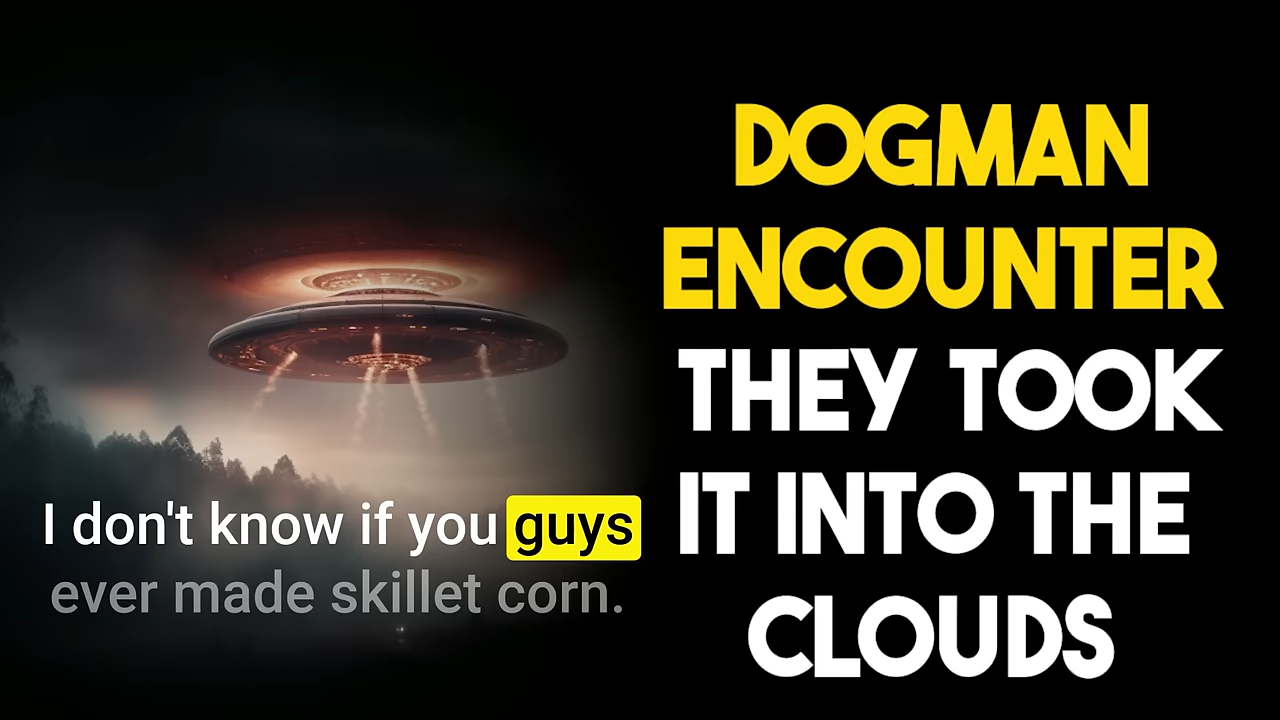 I don't know if you guys
ever made skillet corn.
DOGMAN
ENCOUNTER
THEY TOOK
IT INTO THE
CLOUDS